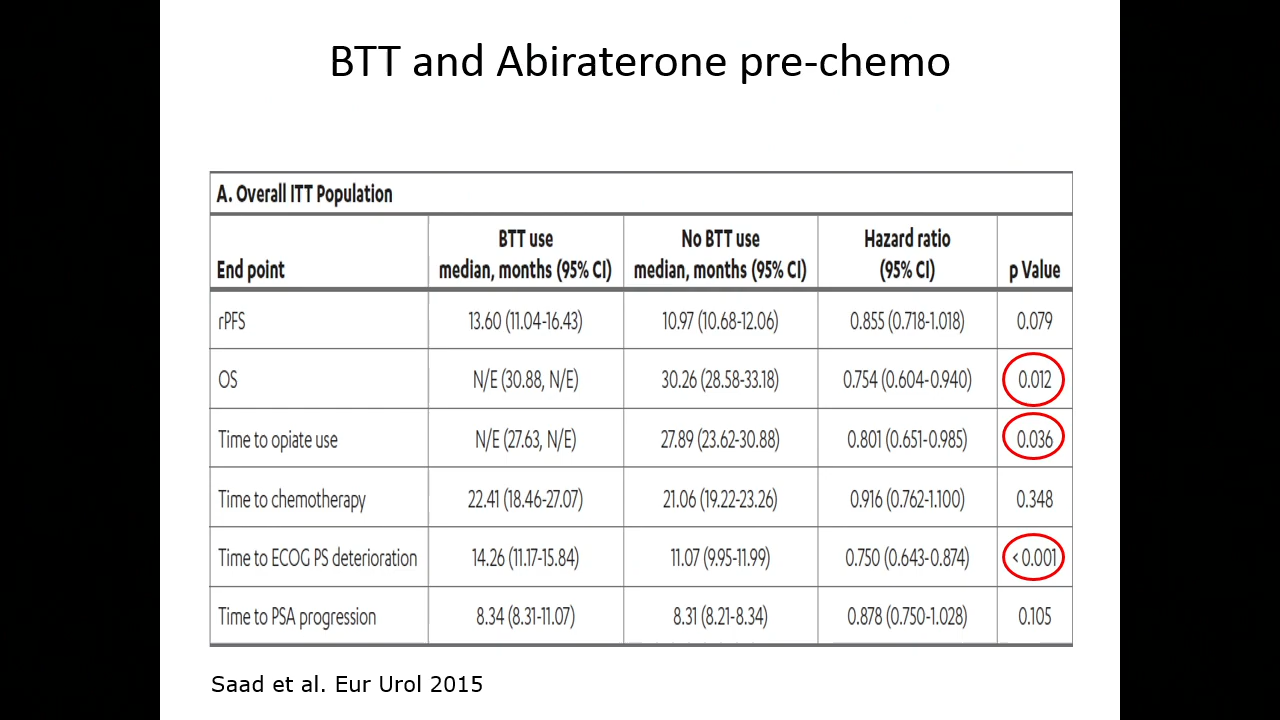 BTT and Abiraterone pre-chemo
A. Overall ITT Population
End point BTT use median, months (95% CI) No BTT use median, months (95% CI) Hazard ratio (95% CI) p Value
rPFS 13.60 (11.04-16.43) 10.97 (10.68-12.06) 0.855 (0.718-1.018) 0.079
OS N/E (30.88, N/E) 30.26 (28.58-33.18) 0.754 (0.604-0.940) 0.012
Time to opiate use N/E (27.63, N/E) 27.89 (23.62-30.88) 0.801 (0.651-0.985) 0.036
Time to chemotherapy 22.41 (18.46-27.07) 21.06 (19.22-23.26) 0.916 (0.762-1.100) 0.348
Time to ECOG PS deterioration 14.26 (11.17-15.84) 11.07 (9.95-11.99) 0.750 (0.643-0.874) < 0.001
Time to PSA progression 8.34 (8.31-11.07) 8.31 (8.21-8.34) 0.878 (0.750-1.028) 0.105
Saad et al. Eur Urol 2015